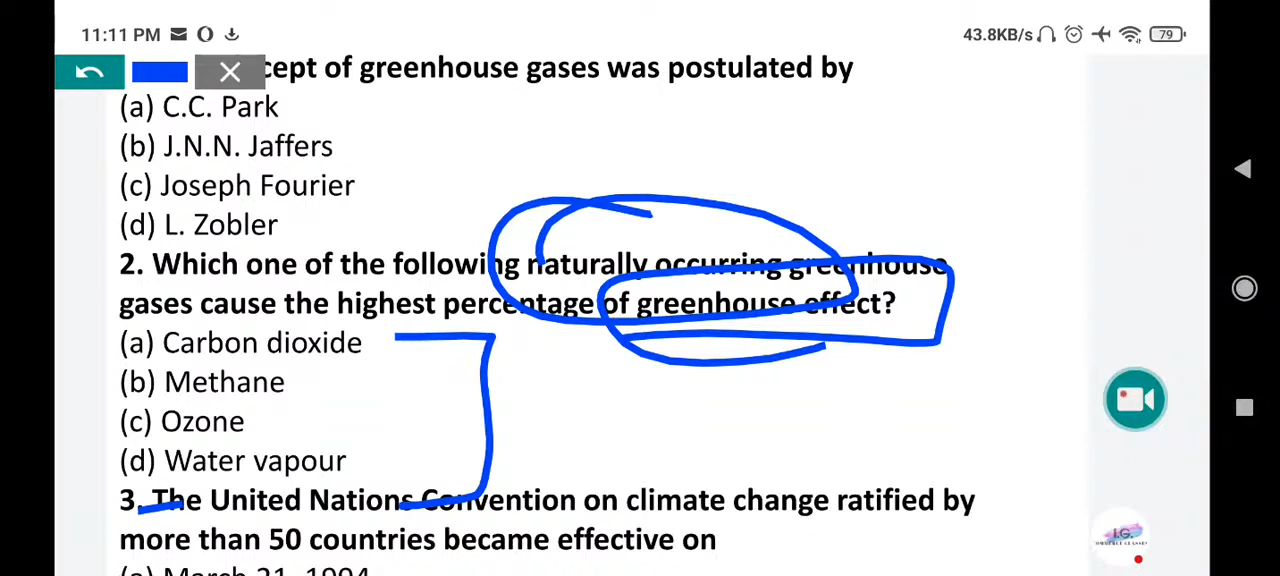 11:11 PM
43.8KB/s
79
cept of greenhouse gases was postulated by
(a) C.C. Park
(b) J.N.N. Jaffers
(c) Joseph Fourier
(d) L. Zobler
2. Which one of the following naturally occurring greenhouse
gases cause the highest percentage of greenhouse effect?
(a) Carbon dioxide
(b) Methane
(c) Ozone
(d) Water vapour
3. The United Nations Convention on climate change ratified by
more than 50 countries became effective on
(a) March 21, 1994
I.G.